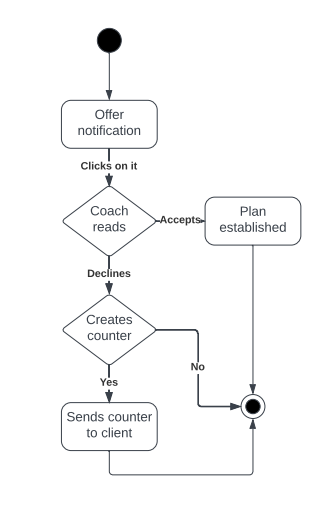 Offer
notification
Clicks on it
Coach
reads
Accepts
Plan
established
Declines
Creates
counter
No
Yes
Sends counter
to client